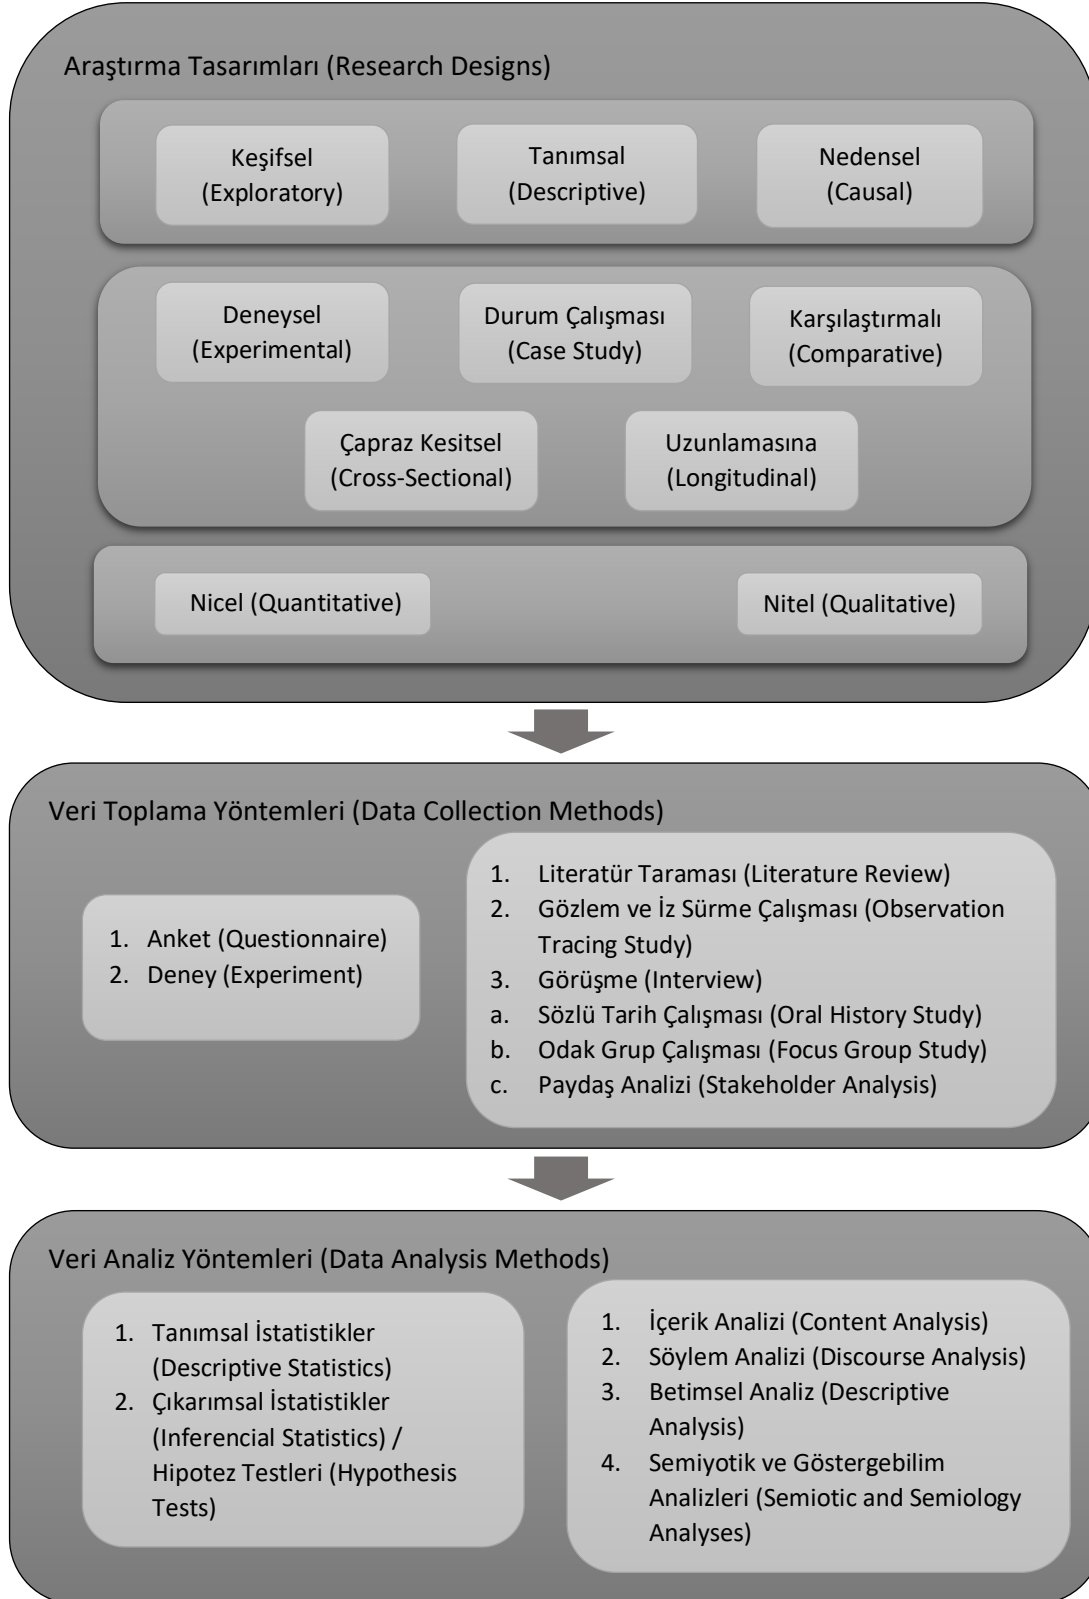 Araştırma Tasarımları (Research Designs)
Keşifsel
(Exploratory)
Tanımsal
(Descriptive)
Nedensel
(Causal)
Deneysel
(Experimental)
Durum Çalışması
(Case Study)
Karşılaştırmalı
(Comparative)
Çapraz Kesitsel
(Cross-Sectional)
Uzunlamasına
(Longitudinal)
Nicel (Quantitative)
Nitel (Qualitative)
Veri Toplama Yöntemleri (Data Collection Methods)
1. Anket (Questionnaire)
2. Deney (Experiment)
1. Literatür Taraması (Literature Review)
2. Gözlem ve İz Sürme Çalışması (Observation
Tracing Study)
3. Görüşme (Interview)
a. Sözlü Tarih Çalışması (Oral History Study)
b. Odak Grup Çalışması (Focus Group Study)
c. Paydaş Analizi (Stakeholder Analysis)
Veri Analiz Yöntemleri (Data Analysis Methods)
1. Tanımsal İstatistikler
(Descriptive Statistics)
2. Çıkarımsal İstatistikler
(Inferencial Statistics) /
Hipotez Testleri (Hypothesis
Tests)
1. İçerik Analizi (Content Analysis)
2. Söylem Analizi (Discourse Analysis)
3. Betimsel Analiz (Descriptive
Analysis)
4. Semiyotik ve Göstergebilim
Analizleri (Semiotic and Semiology
Analyses)